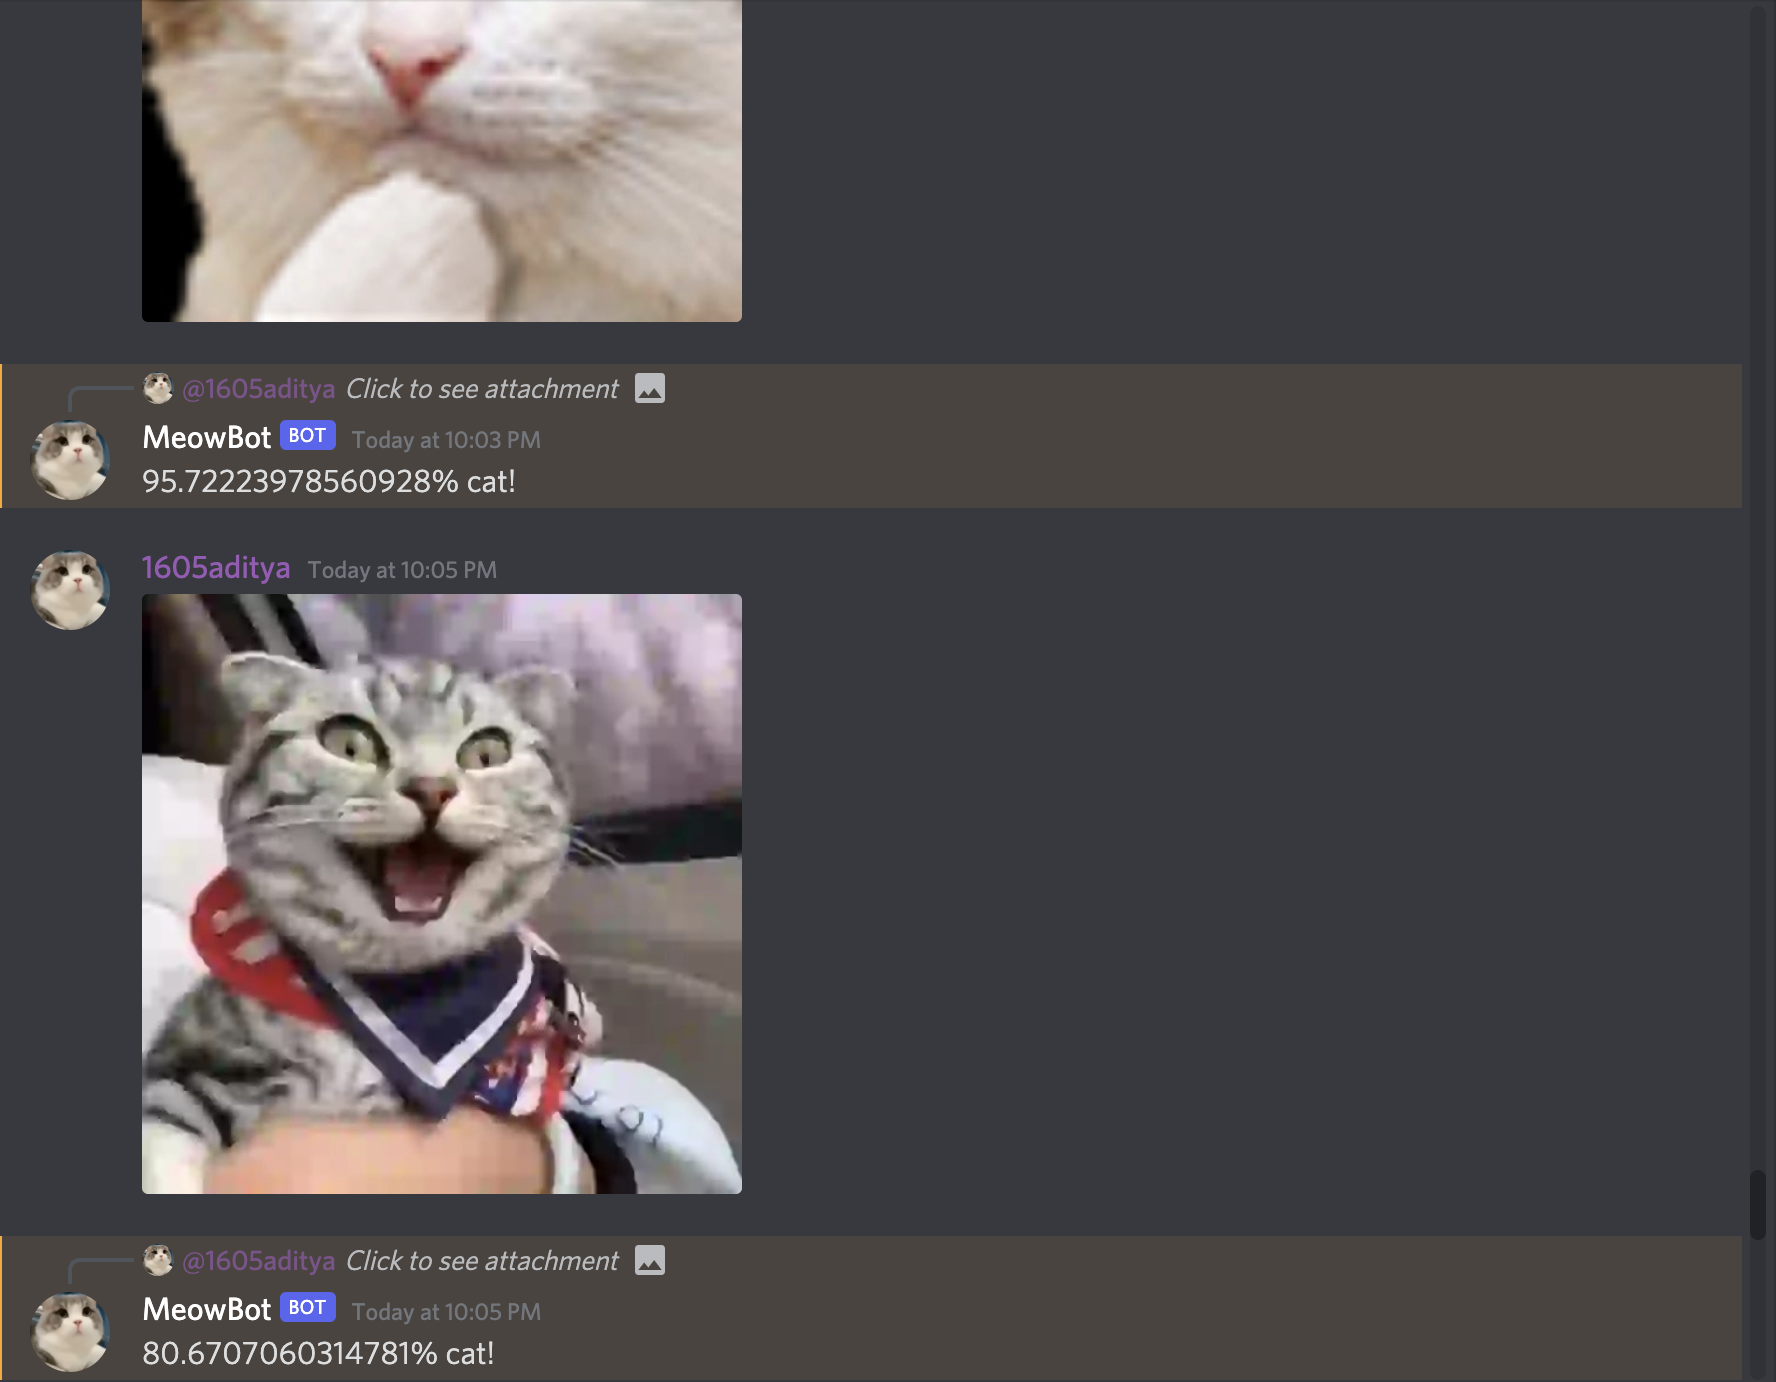 @1605aditya Click to see attachment
MeowBot BOT Today at 10:03 PM
95.72223978560928% cat!
1605aditya Today at 10:05 PM
@1605aditya Click to see attachment
MeowBot BOT Today at 10:05 PM
80.6707060314781% cat!